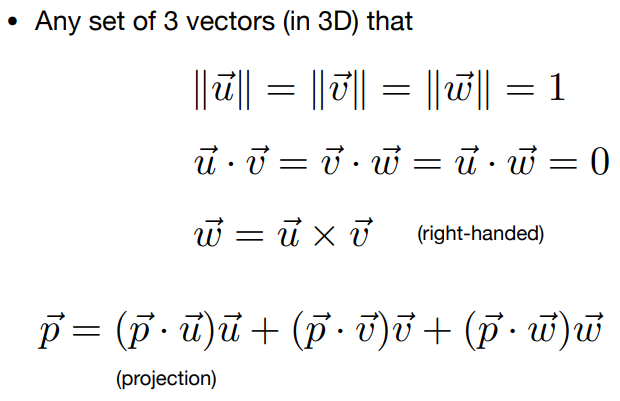 • Any set of 3 vectors (in 3D) that
‖u⃗‖ = ‖v⃗‖ = ‖w⃗‖ = 1
u⃗ · v⃗ = v⃗ · w⃗ = u⃗ · w⃗ = 0
w⃗ = u⃗ × v⃗ (right-handed)
p⃗ = (p⃗ · u⃗)u⃗ + (p⃗ · v⃗)v⃗ + (p⃗ · w⃗)w⃗
(projection)